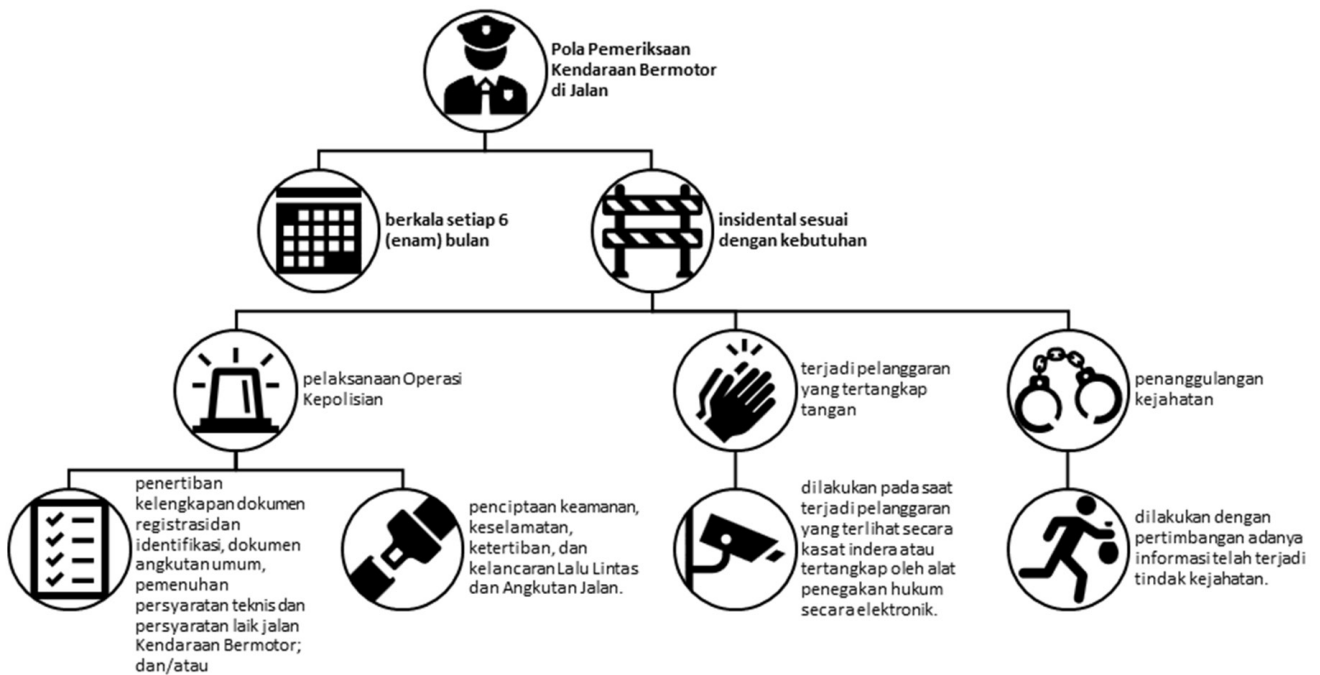 Pola Pemeriksaan
Kendaraan Bermotor
di Jalan
berkala setiap 6
(enam) bulan
insidental sesuai
dengan kebutuhan
pelaksanaan Operasi
Kepolisian
terjadi pelanggaran
yang tertangkap
tangan
penanggulangan
kejahatan
penertiban
kelengkapan dokumen
registrasi dan
identifikasi, dokumen
angkutan umum,
pemenuhan
persyaratan teknis dan
persyaratan laik jalan
Kendaraan Bermotor;
dan/atau
penciptaan keamanan,
keselamatan,
ketertiban, dan
kelancaran Lalu Lintas
dan Angkutan Jalan.
dilakukan pada saat
terjadi pelanggaran
yang terlihat secara
kasat indera atau
tertangkap oleh alat
penegakan hukum
secara elektronik.
dilakukan dengan
pertimbangan adanya
informasi telah terjadi
tindak kejahatan.